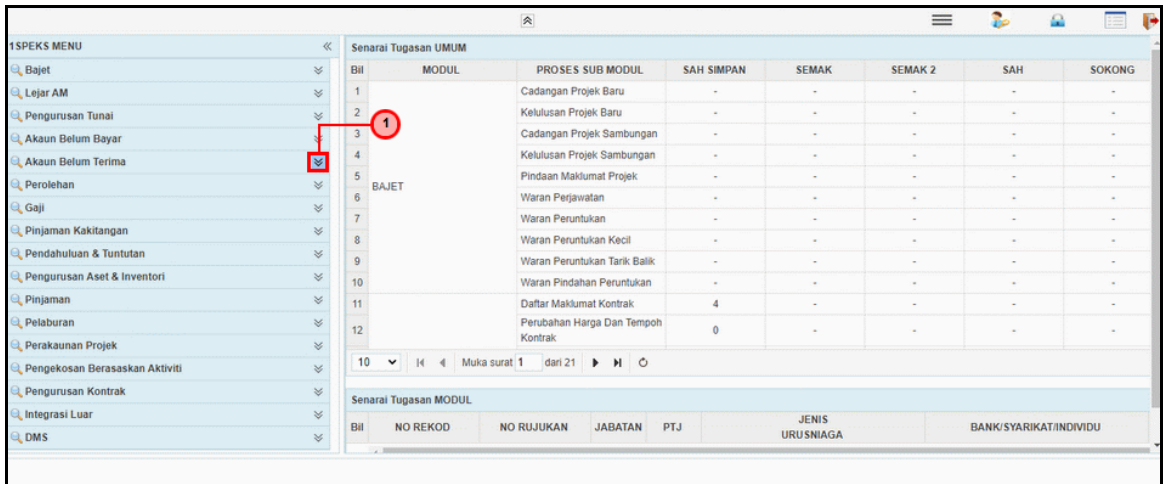 1SPEKS MENU
Bajet
Lejar AM
Pengurusan Tunai
Akaun Belum Bayar
Akaun Belum Terima
Perolehan
Gaji
Pinjaman Kakitangan
Pendahuluan & Tuntutan
Pengurusan Aset & Inventori
Pinjaman
Pelaburan
Perakaunan Projek
Pengekosan Berasaskan Aktiviti
Pengurusan Kontrak
Integrasi Luar
DMS
1
Senarai Tugasan UMUM
Bil MODUL PROSES SUB MODUL SAH SIMPAN SEMAK SEMAK 2 SAH SOKONG
1 Cadangan Projek Baru - - - - -
2 Kelulusan Projek Baru - - - - -
3 Cadangan Projek Sambungan - - - - -
4 Kelulusan Projek Sambungan - - - - -
5 Pindaan Maklumat Projek - - - - -
BAJET
6 Waran Perjawatan - - - - -
7 Waran Peruntukan - - - - -
8 Waran Peruntukan Kecil - - - - -
9 Waran Peruntukan Tarik Balik - - - - -
10 Waran Pindahan Peruntukan - - - - -
11 Daftar Maklumat Kontrak 4 - - - -
12 Perubahan Harga Dan Tempoh 0 - - - -
Kontrak
10 Muka surat 1 dari 21
Senarai Tugasan MODUL
Bil NO REKOD NO RUJUKAN JABATAN PTJ JENIS BANK/SYARIKAT/INDIVIDU
URUSNIAGA